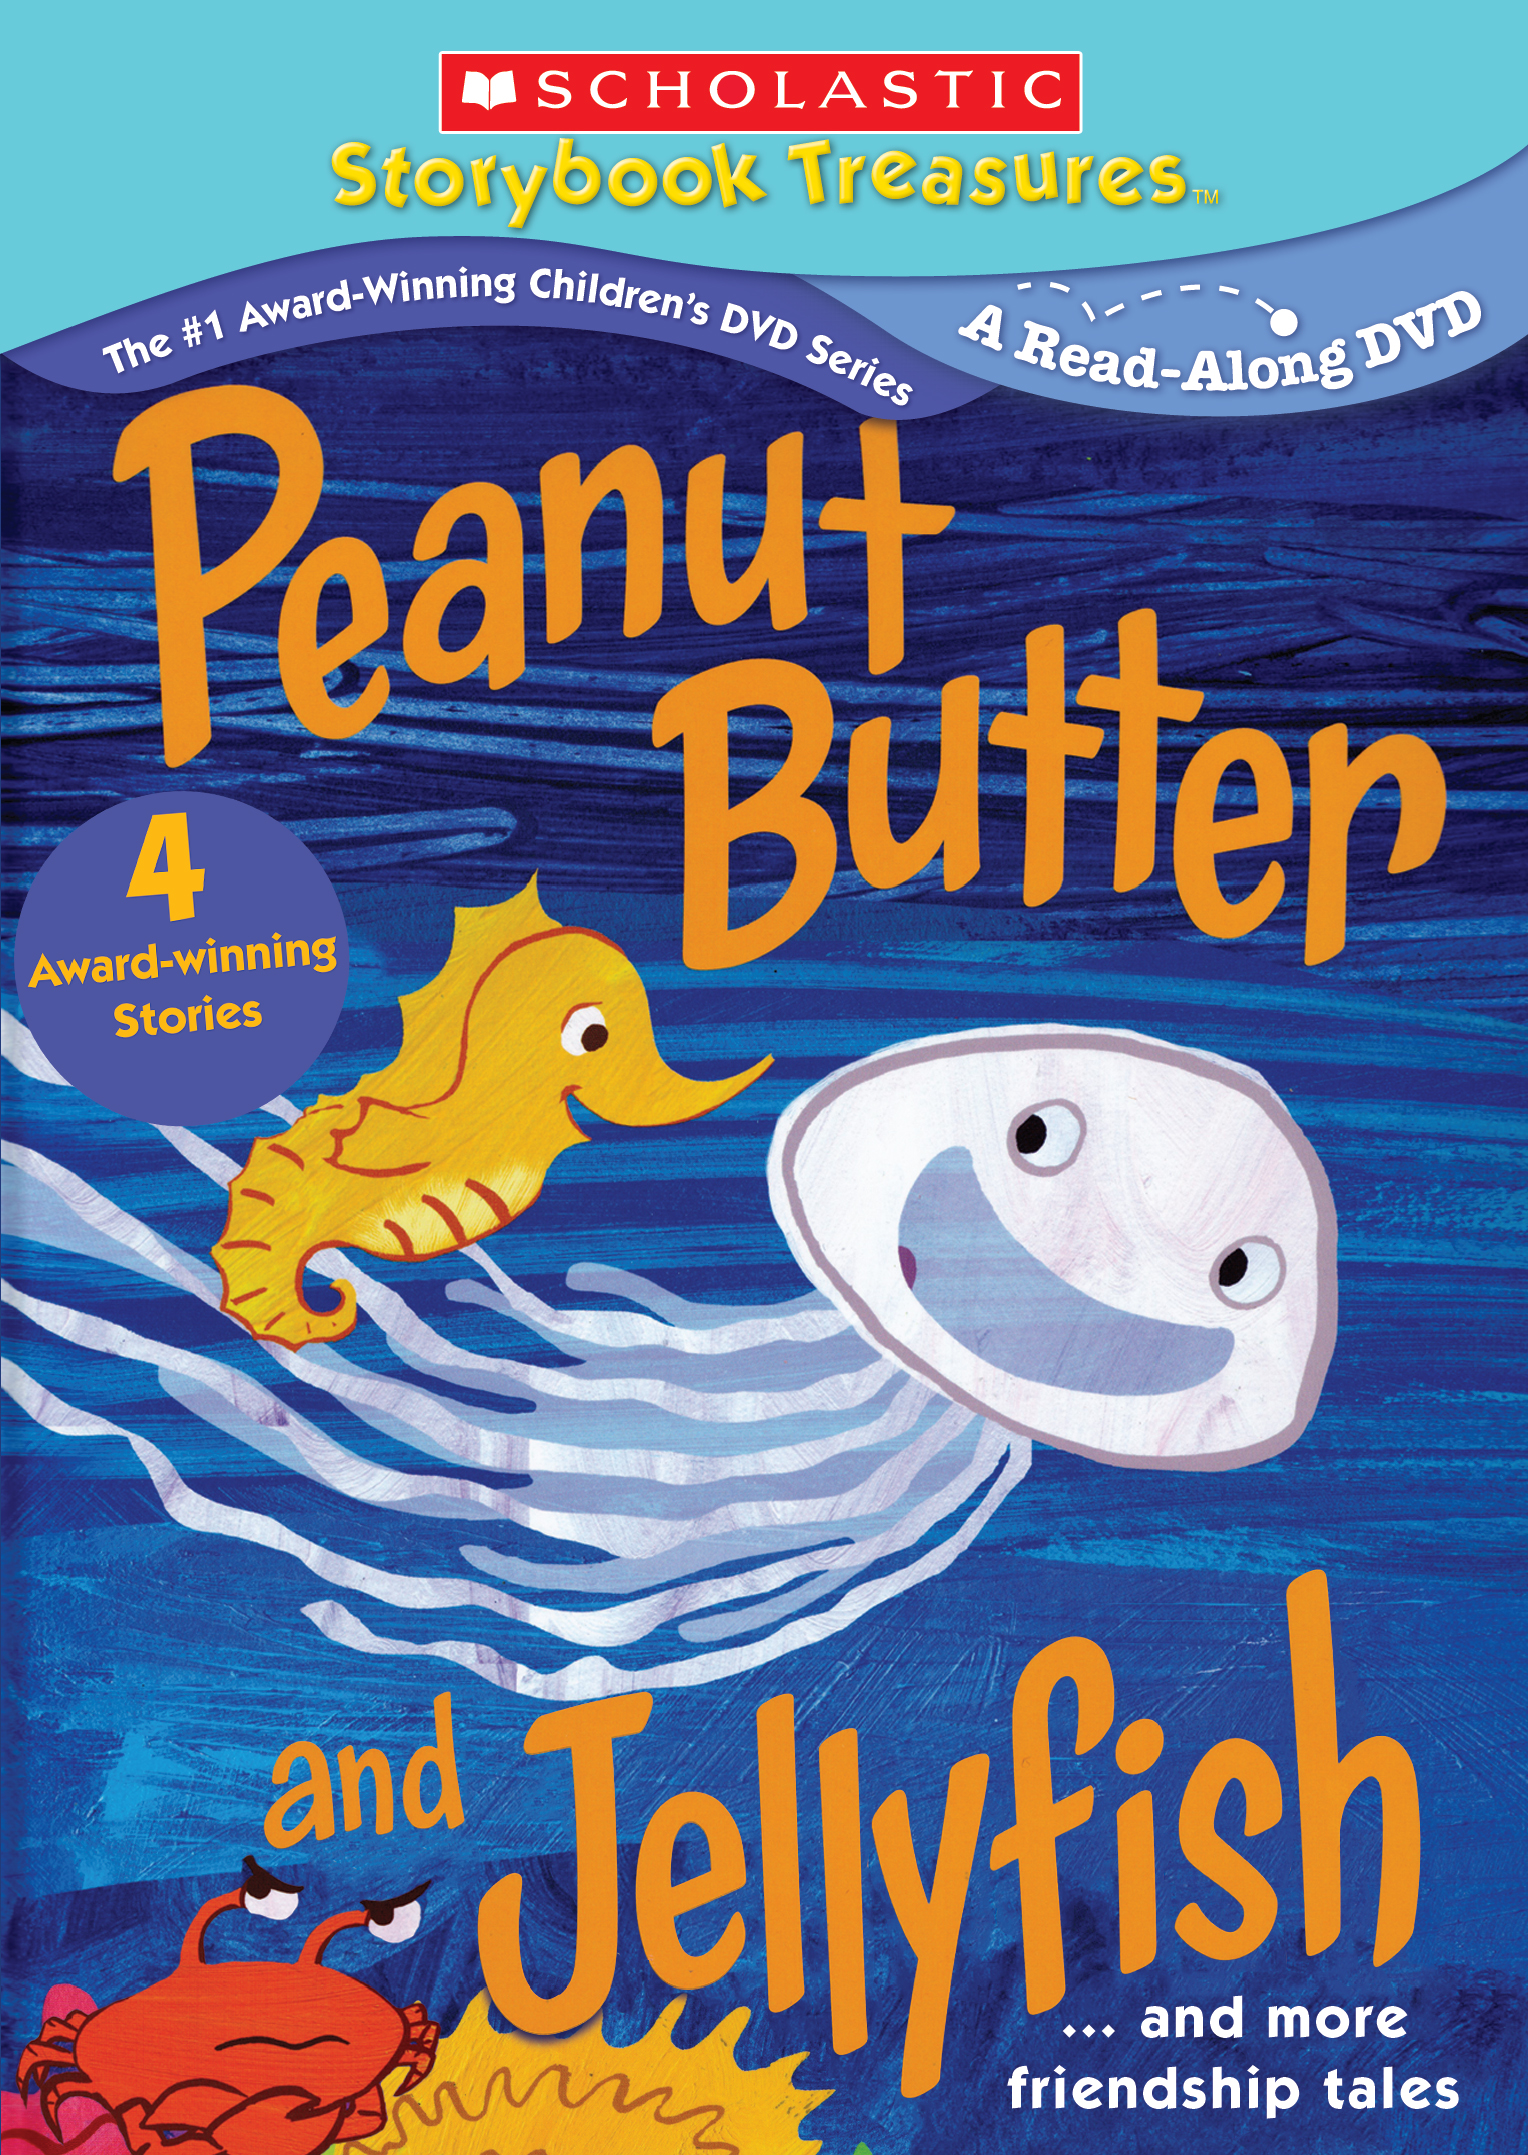 SCHOLASTIC
Storybook Treasures™
The #1 Award-Winning Children's DVD Series
A Read-Along DVD
Peanut
Butter
4
Award-winning
Stories
and Jellyfish
... and more
friendship tales